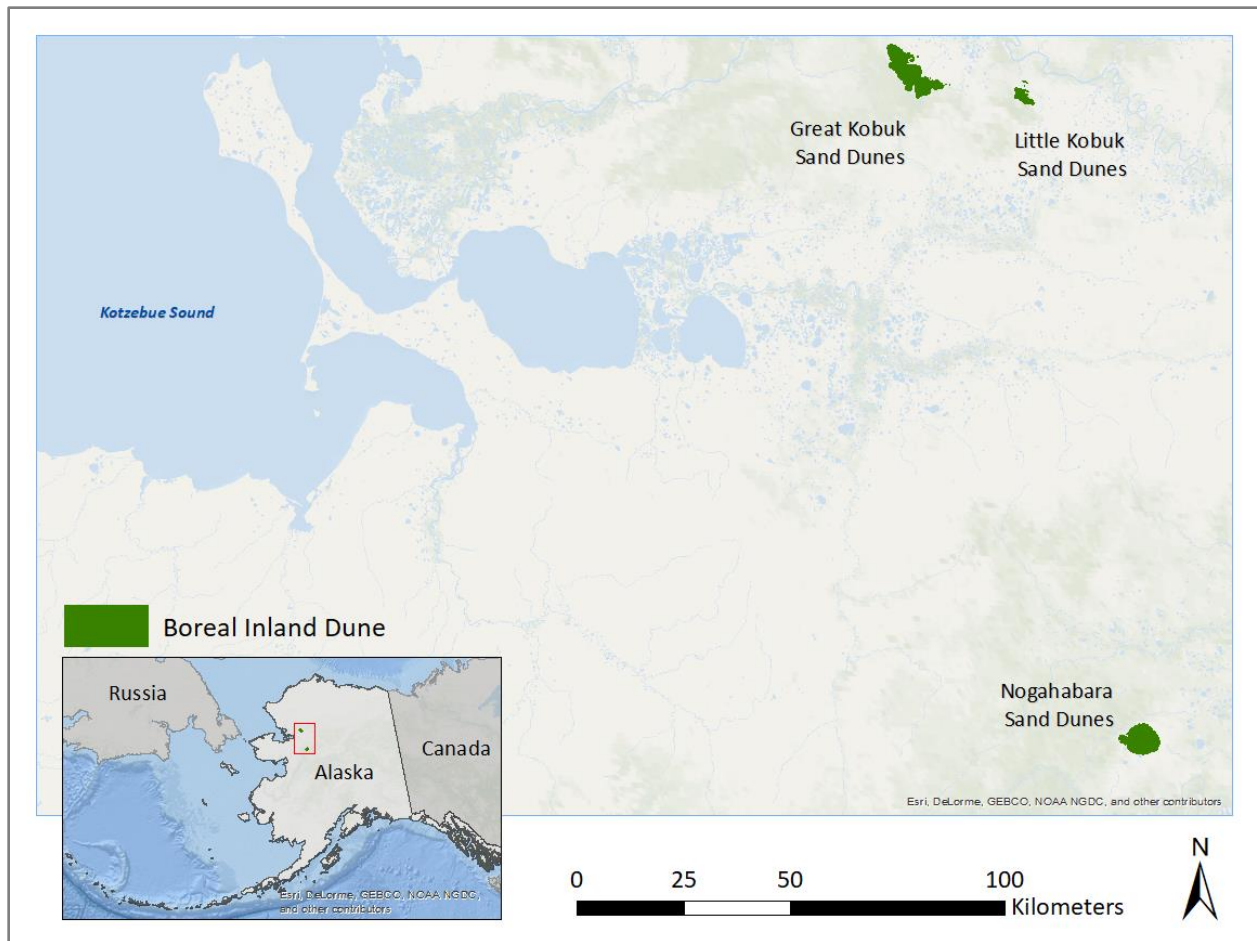 Great Kobuk
Sand Dunes
Little Kobuk
Sand Dunes
Kotzebue Sound
Boreal Inland Dune
Nogahabara
Sand Dunes
Esri, DeLorme, GEBCO, NOAA NGDC, and other contributors
Russia
Canada
Alaska
Esri, DeLorme, GEBCO, NOAA NGDC,
and other contributors
N
0 25 50 100
Kilometers